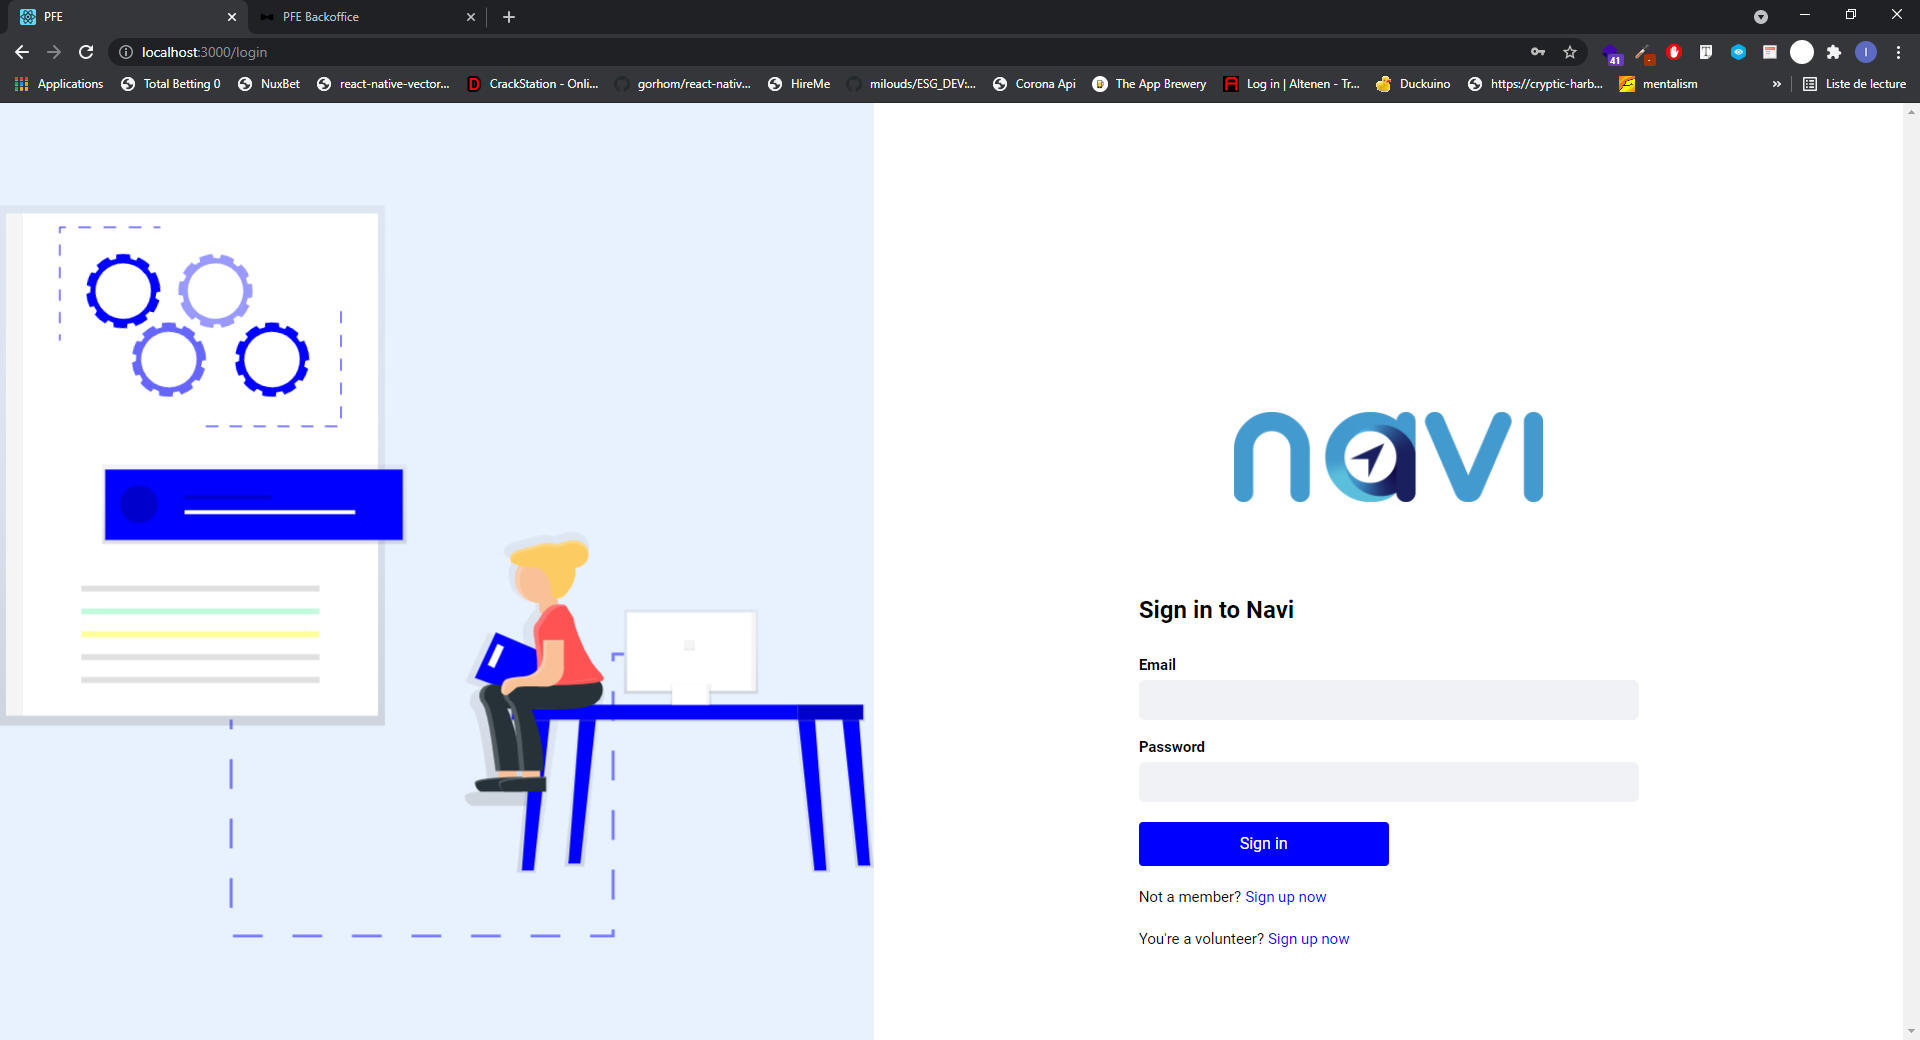 PFE
PFE Backoffice
localhost:3000/login
41
I
Applications
Total Betting 0
NuxBet
react-native-vector...
CrackStation - Onli...
gorhom/react-nativ...
HireMe
milouds/ESG_DEV:...
Corona Api
The App Brewery
Log in | Altenen - Tr...
Duckuino
https://cryptic-harb...
mentalism
»
Liste de lecture
navi
Sign in to Navi
Email
Password
Sign in
Not a member? Sign up now
You're a volunteer? Sign up now